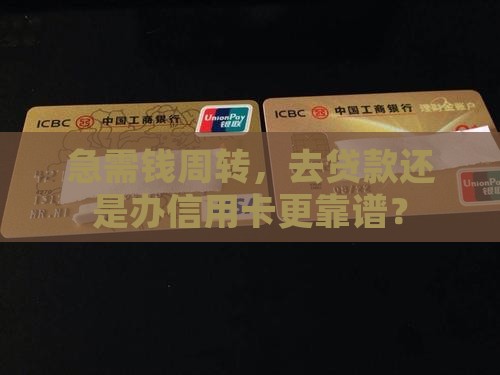 ICBC 中国工商银行
UnionPay
银联
ICBC 中国工商银行 理财金账户
UnionPay
银联
急需钱周转，去贷款还
是办信用卡更靠谱？